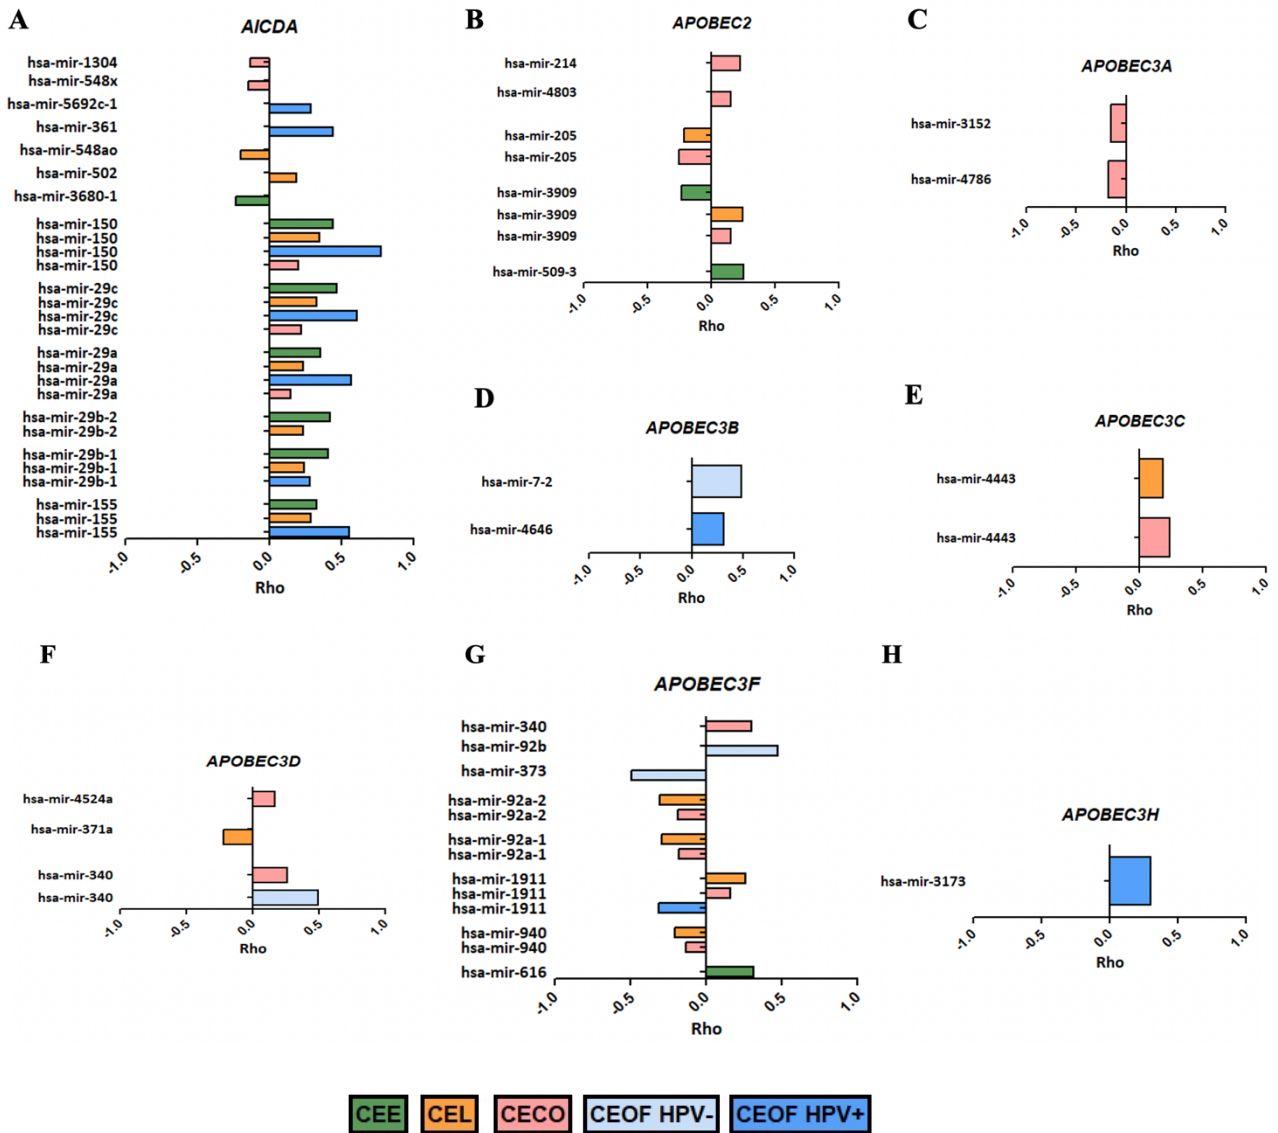 A
AICDA
hsa-mir-1304
hsa-mir-548x
hsa-mir-5692c-1
hsa-mir-361
hsa-mir-548ao
hsa-mir-502
hsa-mir-3680-1
hsa-mir-150
hsa-mir-150
hsa-mir-150
hsa-mir-150
hsa-mir-29c
hsa-mir-29c
hsa-mir-29c
hsa-mir-29c
hsa-mir-29a
hsa-mir-29a
hsa-mir-29a
hsa-mir-29a
hsa-mir-29b-2
hsa-mir-29b-2
hsa-mir-29b-1
hsa-mir-29b-1
hsa-mir-29b-1
hsa-mir-155
hsa-mir-155
hsa-mir-155
-1.0 -0.5 0.0 0.5 1.0
Rho
B
APOBEC2
hsa-mir-214
hsa-mir-4803
hsa-mir-205
hsa-mir-205
hsa-mir-3909
hsa-mir-3909
hsa-mir-3909
hsa-mir-509-3
-1.0 -0.5 0.0 0.5 1.0
Rho
C
APOBEC3A
hsa-mir-3152
hsa-mir-4786
-1.0 -0.5 0.0 0.5 1.0
Rho
D
APOBEC3B
hsa-mir-7-2
hsa-mir-4646
-1.0 -0.5 0.0 0.5 1.0
Rho
E
APOBEC3C
hsa-mir-4443
hsa-mir-4443
-1.0 -0.5 0.0 0.5 1.0
Rho
F
APOBEC3D
hsa-mir-4524a
hsa-mir-371a
hsa-mir-340
hsa-mir-340
-1.0 -0.5 0.0 0.5 1.0
Rho
G
APOBEC3F
hsa-mir-340
hsa-mir-92b
hsa-mir-373
hsa-mir-92a-2
hsa-mir-92a-2
hsa-mir-92a-1
hsa-mir-92a-1
hsa-mir-1911
hsa-mir-1911
hsa-mir-1911
hsa-mir-940
hsa-mir-940
hsa-mir-616
-1.0 -0.5 0.0 0.5 1.0
Rho
H
APOBEC3H
hsa-mir-3173
-1.0 -0.5 0.0 0.5 1.0
Rho
CEE CEL CECO CEOF HPV- CEOF HPV+